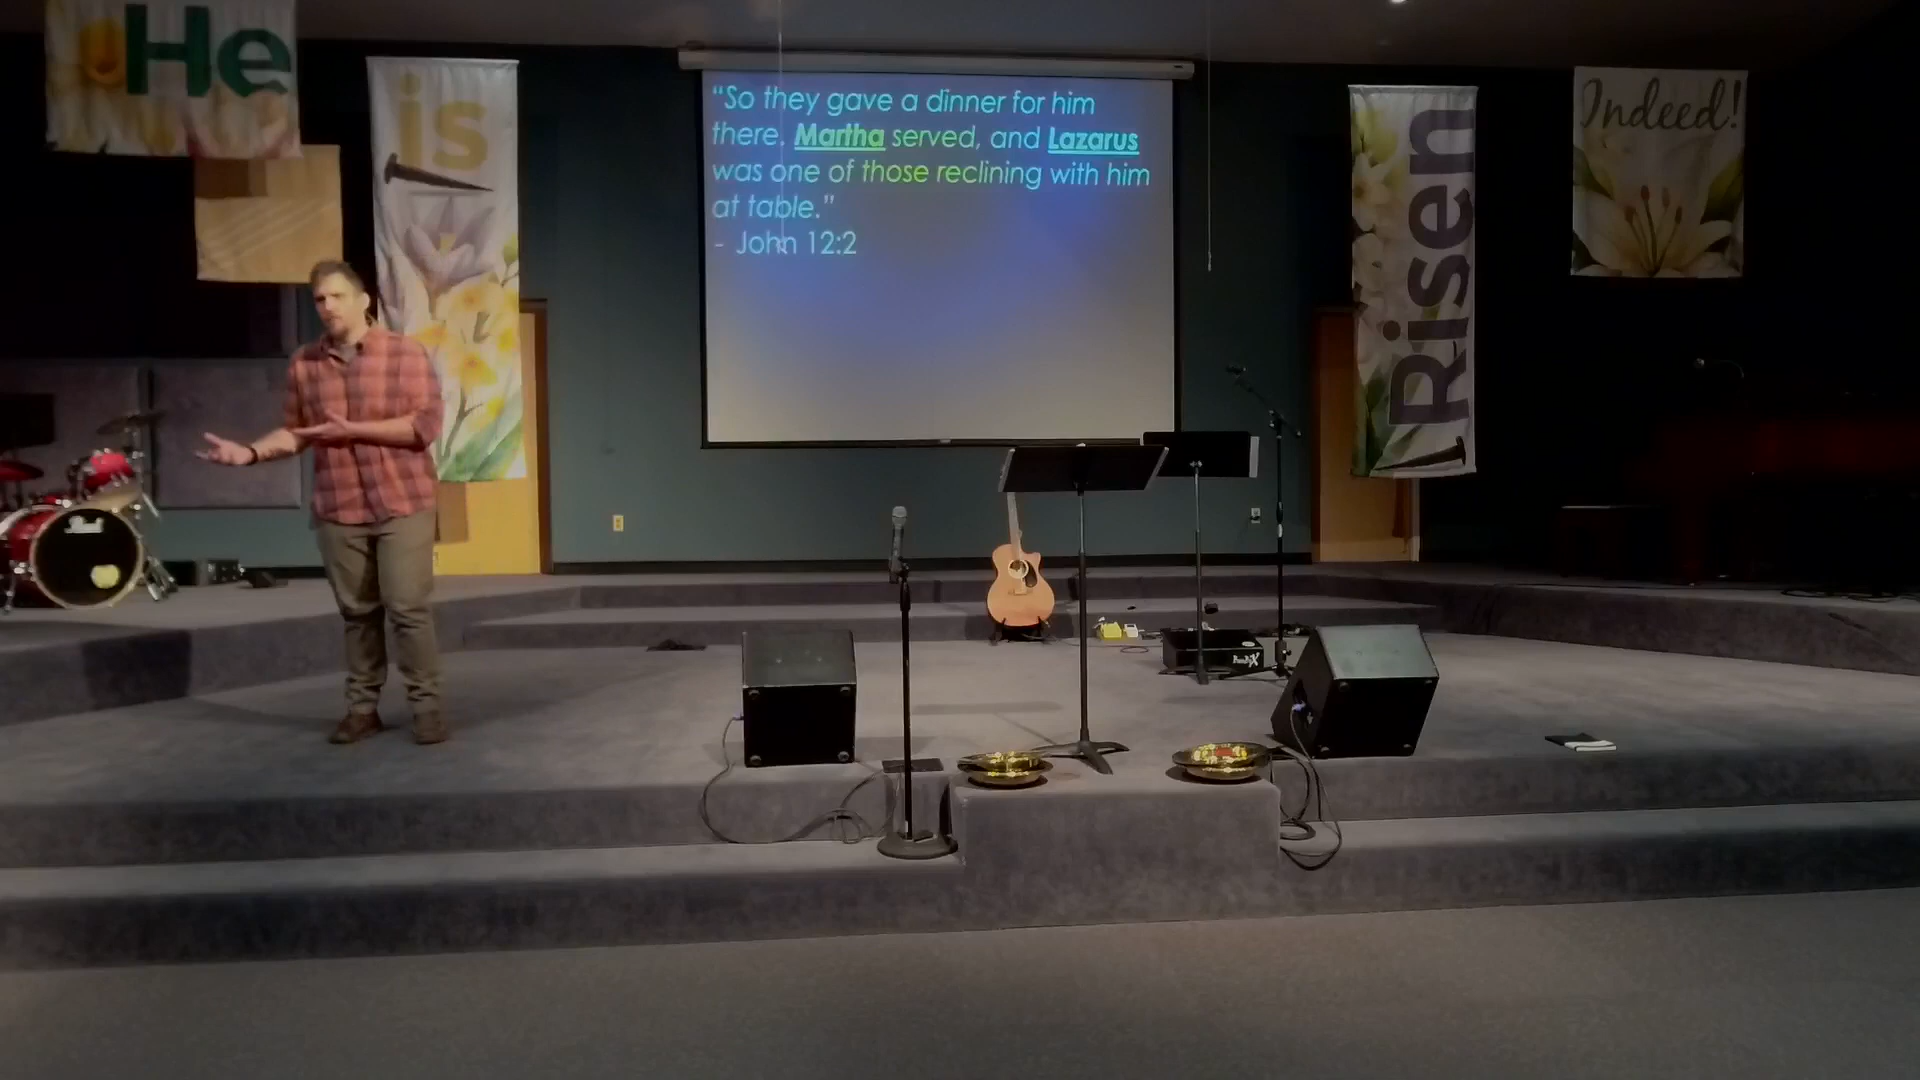 He
is
“So they gave a dinner for him
there. Martha served, and Lazarus
was one of those reclining with him
at table.”
- John 12:2
Risen
Indeed!